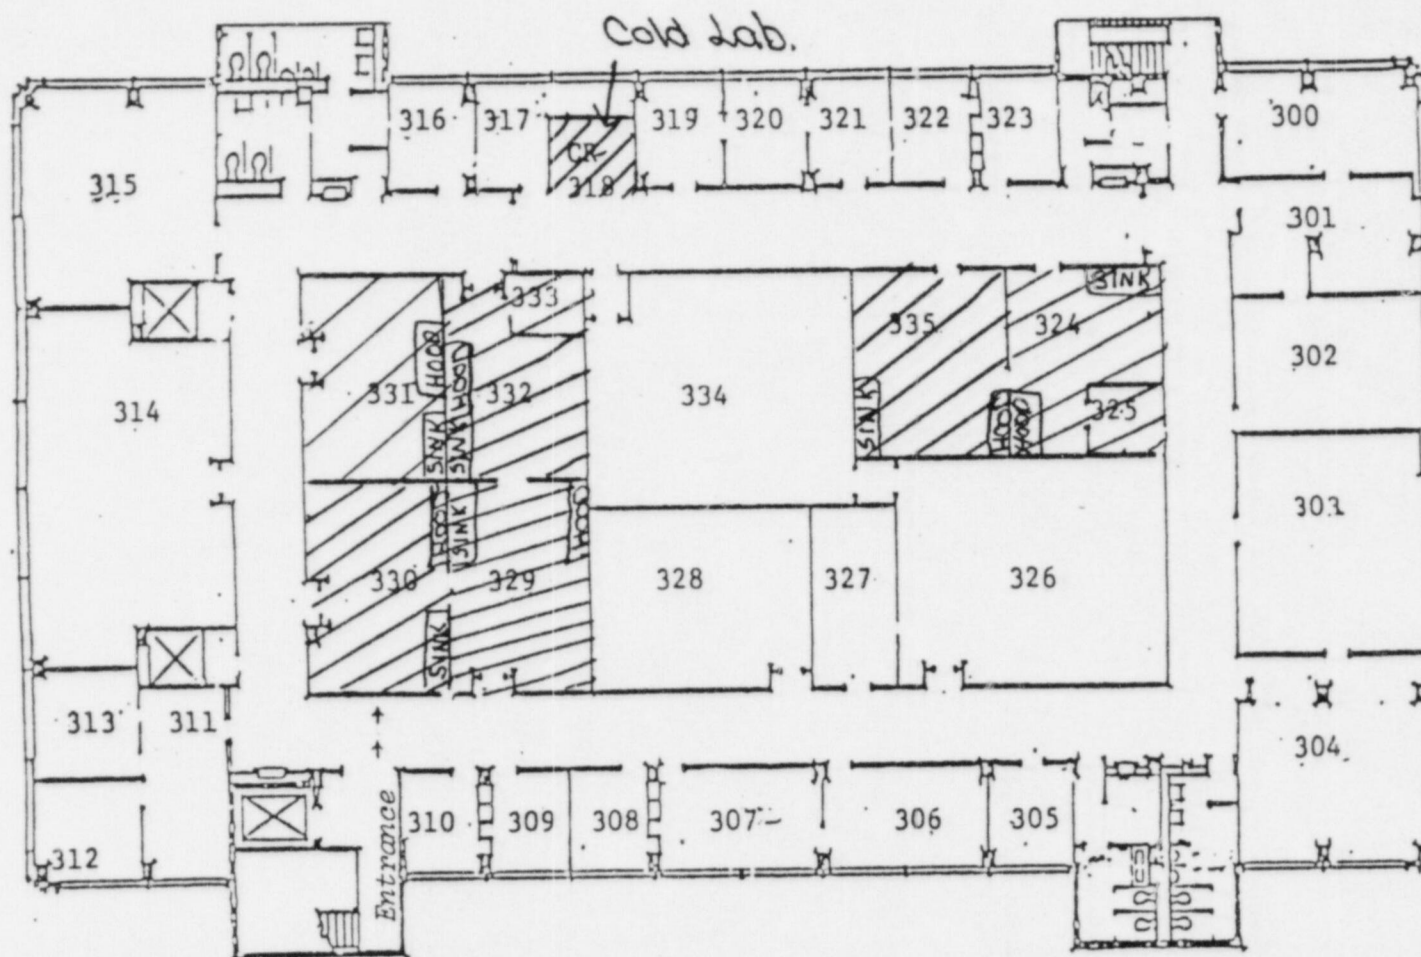 Cold Lab.
316 317 319 320 321 322 323 300
CR-
315 318
301
333 SINK
335 324
HOOD 302
331 HOOD 332 334
314 325
SINK SINK SINK HOOD HOOD
303
HOOD SINK HOOD
330 329 328 327 326
SINK
313 311 304
310 309 308 307 306 305
312
Entrance